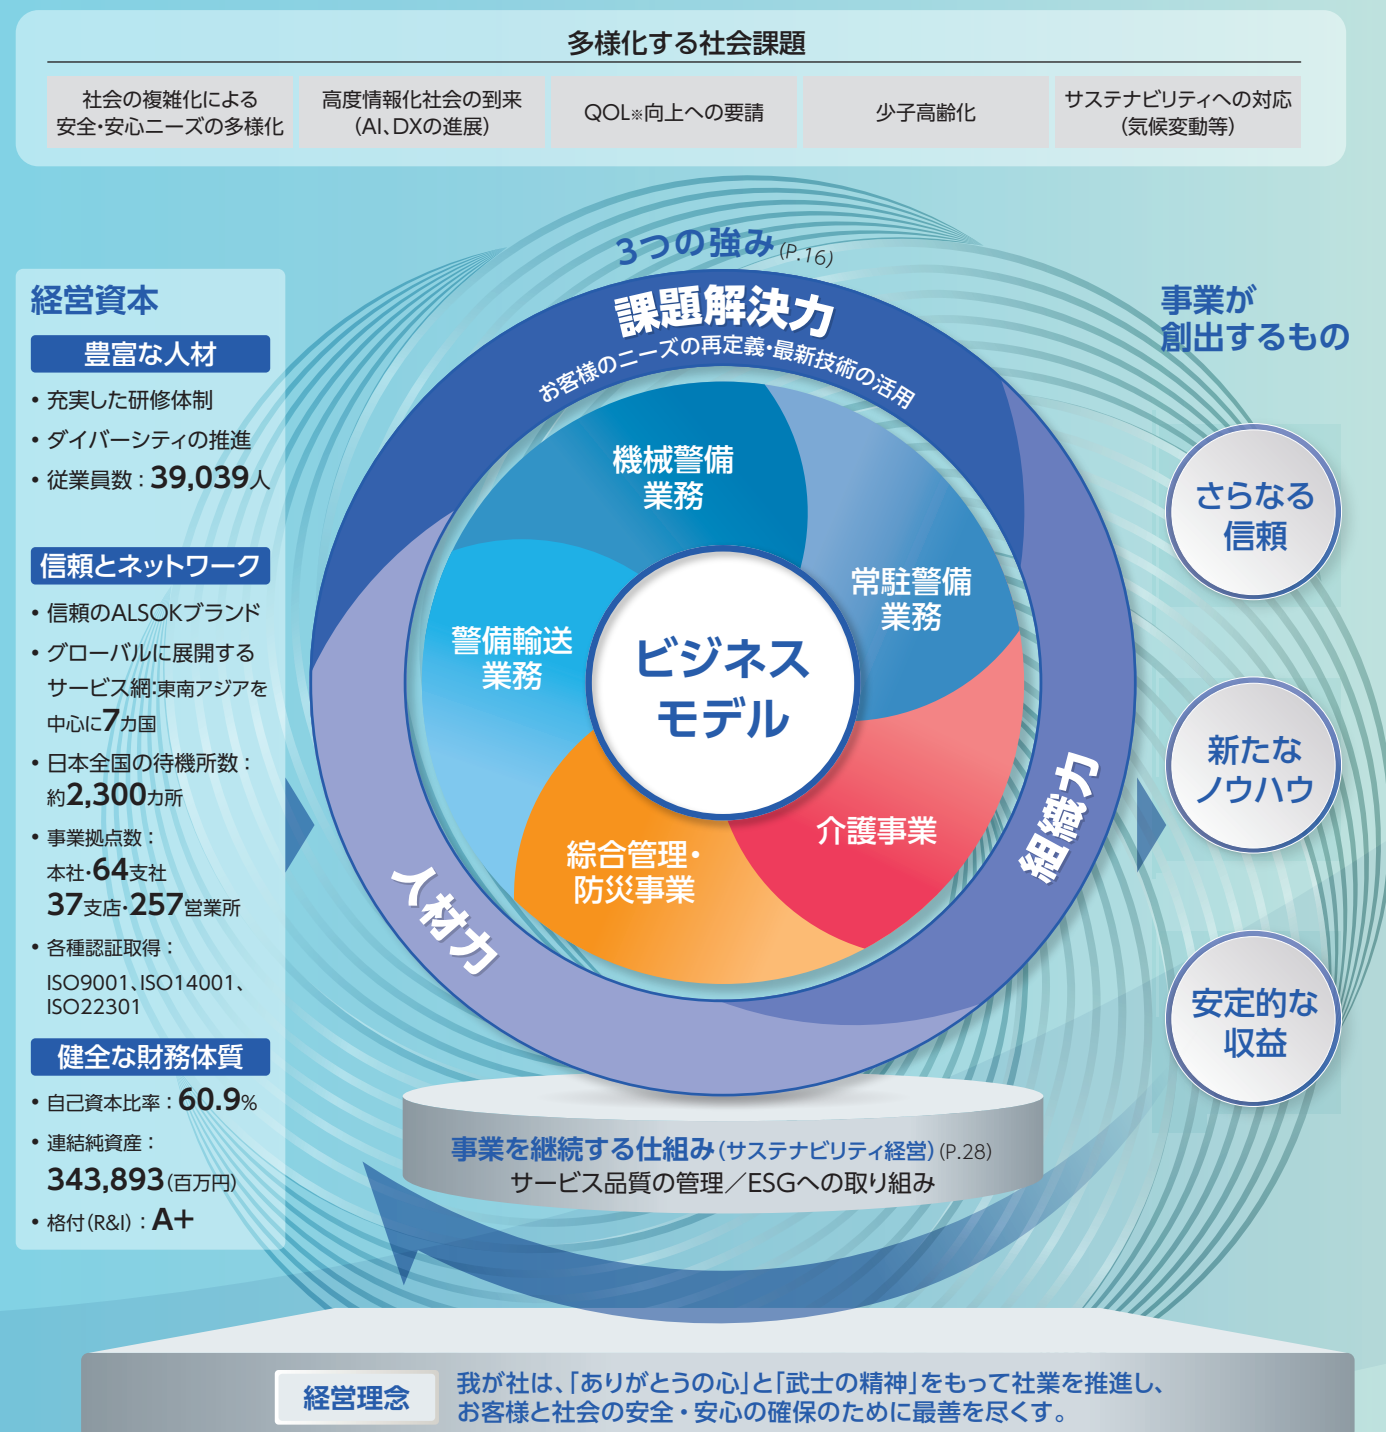 多様化する社会課題
社会の複雑化による
安全・安心ニーズの多様化
高度情報化社会の到来
（AI、DXの進展）
QOL※向上への要請
少子高齢化
サステナビリティへの対応
（気候変動等）
経営資本
豊富な人材
• 充実した研修体制
• ダイバーシティの推進
• 従業員数：39,039人
信頼とネットワーク
• 信頼のALSOKブランド
• グローバルに展開する
サービス網:東南アジアを
中心に7カ国
• 日本全国の待機所数：
約2,300カ所
• 事業拠点数：
本社・64支社
37支店・257営業所
• 各種認証取得：
ISO9001、ISO14001、
ISO22301
健全な財務体質
• 自己資本比率：60.9%
• 連結純資産：
343,893（百万円）
• 格付（R&I）：A+
3つの強み(P.16)
課題解決力
お客様のニーズの再定義・最新技術の活用
機械警備
業務
常駐警備
業務
警備輸送
業務
ビジネス
モデル
介護事業
綜合管理・
防災事業
組織力
人材力
事業が
創出するもの
さらなる
信頼
新たな
ノウハウ
安定的な
収益
事業を継続する仕組み（サステナビリティ経営）(P.28)
サービス品質の管理／ESGへの取り組み
経営理念
我が社は、「ありがとうの心」と「武士の精神」をもって社業を推進し、
お客様と社会の安全・安心の確保のために最善を尽くす。